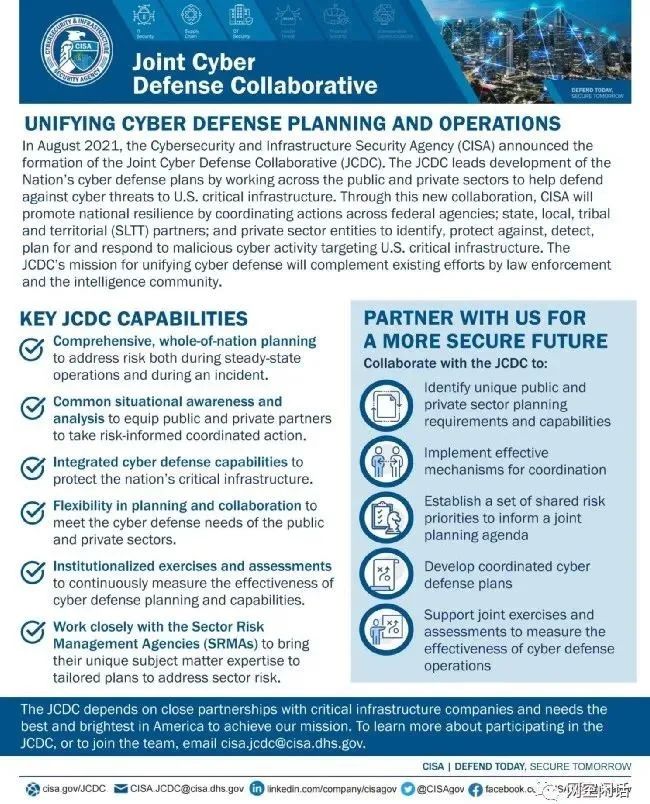 CYBERSECURITY & INFRASTRUCTURE
CISA
SECURITY AGENCY
IT
Security
Supply
Chain
OT
Security
Joint Cyber
Defense Collaborative
DEFEND TODAY,
SECURE TOMORROW
UNIFYING CYBER DEFENSE PLANNING AND OPERATIONS
In August 2021, the Cybersecurity and Infrastructure Security Agency (CISA) announced the
formation of the Joint Cyber Defense Collaborative (JCDC). The JCDC leads development of the
Nation's cyber defense plans by working across the public and private sectors to help defend
against cyber threats to U.S. critical infrastructure. Through this new collaboration, CISA will
promote national resilience by coordinating actions across federal agencies; state, local, tribal
and territorial (SLTT) partners; and private sector entities to identify, protect against, detect,
plan for and respond to malicious cyber activity targeting U.S. critical infrastructure. The
JCDC's mission for unifying cyber defense will complement existing efforts by law enforcement
and the intelligence community.
KEY JCDC CAPABILITIES
Comprehensive, whole-of-nation planning
to address risk both during steady-state
operations and during an incident.
Common situational awareness and
analysis to equip public and private partners
to take risk-informed coordinated action.
Integrated cyber defense capabilities to
protect the nation's critical infrastructure.
Flexibility in planning and collaboration to
meet the cyber defense needs of the public
and private sectors.
Institutionalized exercises and assessments
to continuously measure the effectiveness of
cyber defense planning and capabilities.
Work closely with the Sector Risk
Management Agencies (SRMAs) to bring
their unique subject matter expertise to
tailored plans to address sector risk.
PARTNER WITH US FOR
A MORE SECURE FUTURE
Collaborate with the JCDC to:
Identify unique public and
private sector planning
requirements and capabilities
Implement effective
mechanisms for coordination
Establish a set of shared risk
priorities to inform a joint
planning agenda
Develop coordinated cyber
defense plans
Support joint exercises and
assessments to measure the
effectiveness of cyber defense
operations
The JCDC depends on close partnerships with critical infrastructure companies and needs the
best and brightest in America to achieve our mission. To learn more about participating in the
JCDC, or to join the team, email cisa.jcdc@cisa.dhs.gov.
CISA | DEFEND TODAY, SECURE TOMORROW
cisa.gov/JCDC CISA.JCDC@cisa.dhs.gov linkedin.com/company/cisagov @CISAgov facebook.com
网空闲话